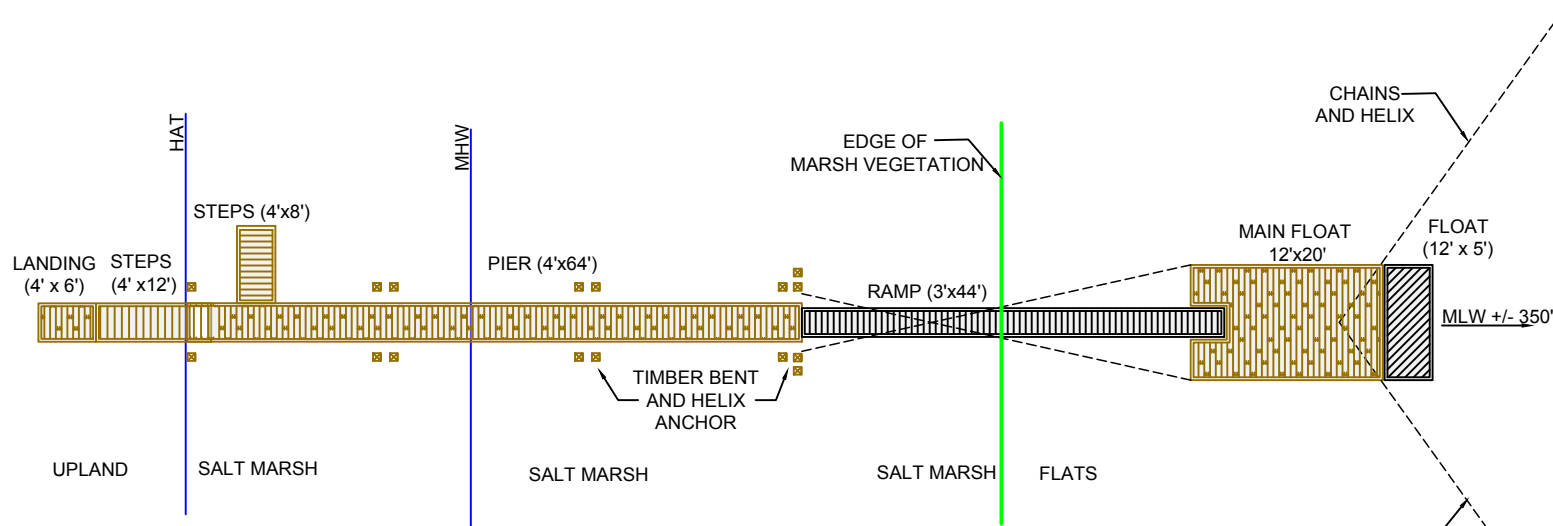 CHAINS
AND HELIX
HAT
MHW
EDGE OF
MARSH VEGETATION
STEPS (4'x8')
LANDING
(4' x 6')
STEPS
(4' x12')
PIER (4'x64')
RAMP (3'x44')
MAIN FLOAT
12'x20'
FLOAT
(12' x 5')
MLW +/- 350'
TIMBER BENT
AND HELIX
ANCHOR
UPLAND
SALT MARSH
SALT MARSH
SALT MARSH
FLATS